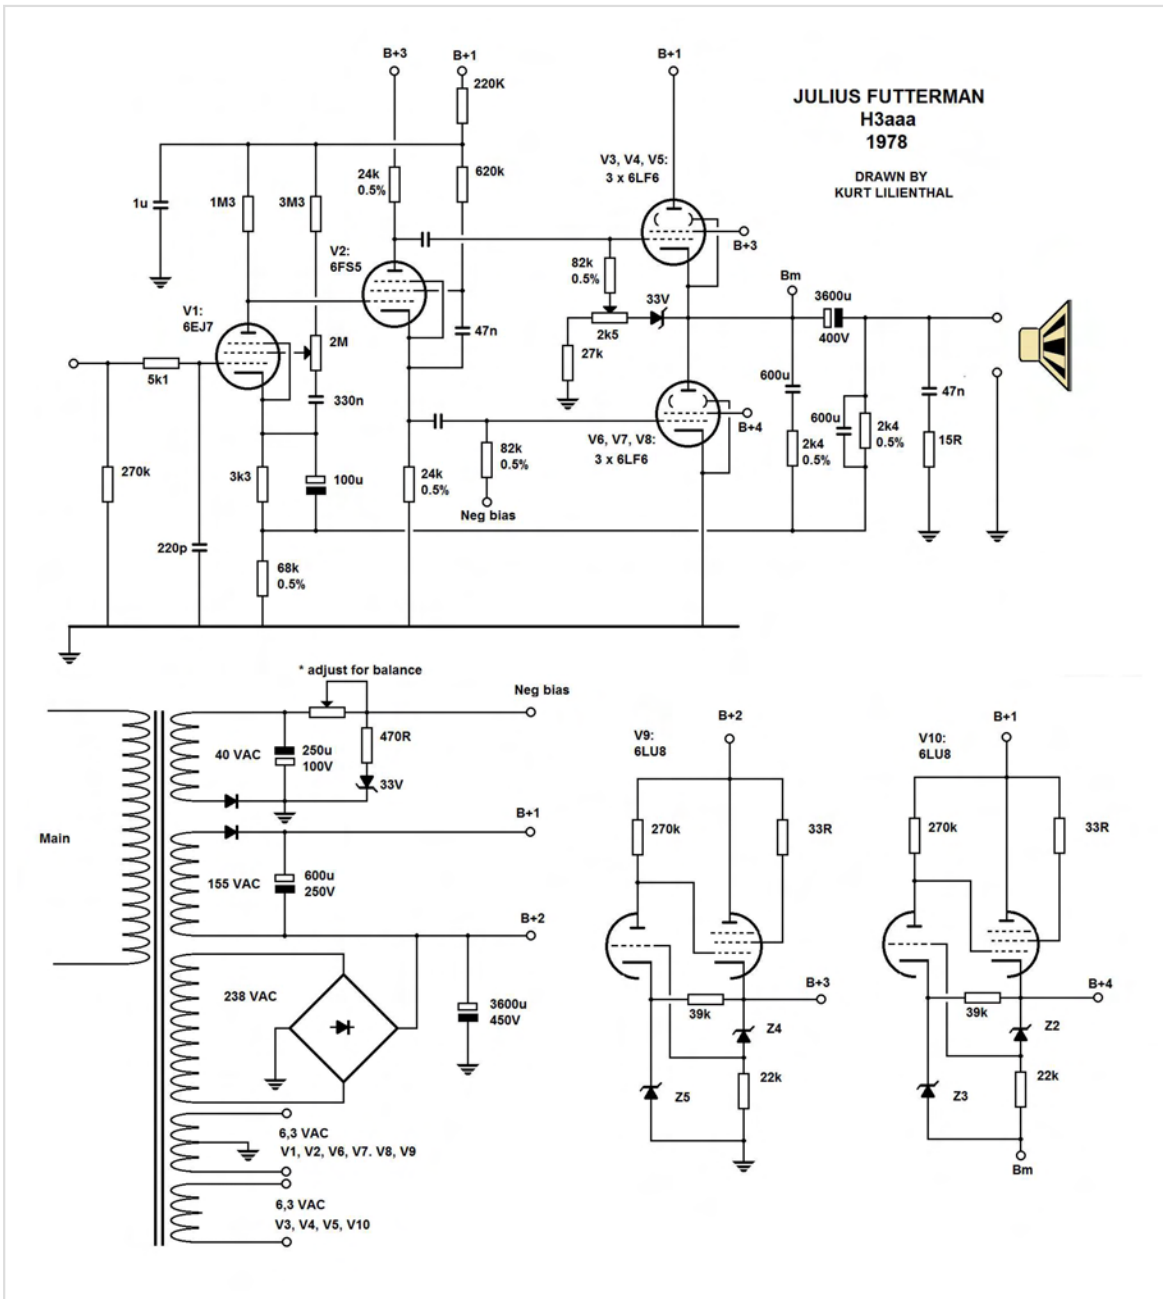 B+3
B+1
B+1
220K
JULIUS FUTTERMAN
H3aaa
1978
DRAWN BY
KURT LILIENTHAL
V3, V4, V5:
3 x 6LF6
24k
0.5%
620k
1u
1M3
3M3
V2:
6FS5
B+3
82k
0.5%
Bm
33V
3600u
400V
V1:
6EJ7
47n
2k5
2M
27k
5k1
600u
47n
330n
B+4
600u
2k4
0.5%
15R
V6, V7, V8:
3 x 6LF6
2k4
0.5%
82k
0.5%
270k
3k3
100u
24k
0.5%
Neg bias
220p
68k
0.5%
* adjust for balance
Neg bias
B+2
B+1
V9:
6LU8
V10:
6LU8
40 VAC
250u
100V
470R
33V
B+1
Main
270k
33R
270k
33R
155 VAC
600u
250V
B+2
238 VAC
3600u
450V
B+3
B+4
39k
39k
Z4
Z2
22k
22k
Z5
Z3
6,3 VAC
V1, V2, V6, V7. V8, V9
Bm
6,3 VAC
V3, V4, V5, V10